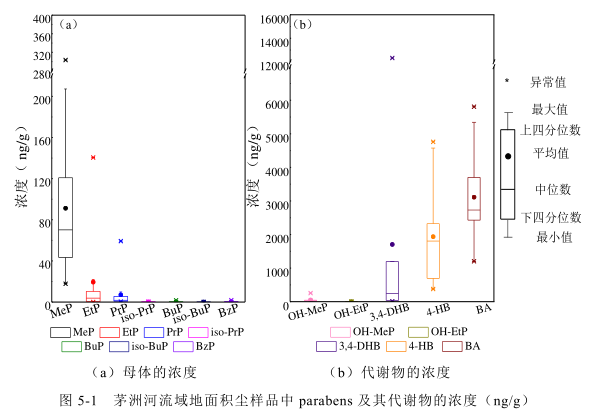 (a)
浓度（ng/g）
400
360
320
280
200
160
120
80
40
0
MeP
EtP
PrP
iso-PrP
BuP
iso-BuP
BzP
MeP EtP PrP iso-PrP
BuP iso-BuP BzP
（a）母体的浓度
(b)
浓度（ng/g）
16000
14000
12000
6000
5000
4000
3000
2000
1000
0
OH-MeP
OH-EtP
3,4-DHB
4-HB
BA
OH-MeP OH-EtP
3,4-DHB 4-HB BA
（b）代谢物的浓度
异常值
最大值
上四分位数
平均值
中位数
下四分位数
最小值
图 5-1 茅洲河流域地面积尘样品中 parabens 及其代谢物的浓度（ng/g）